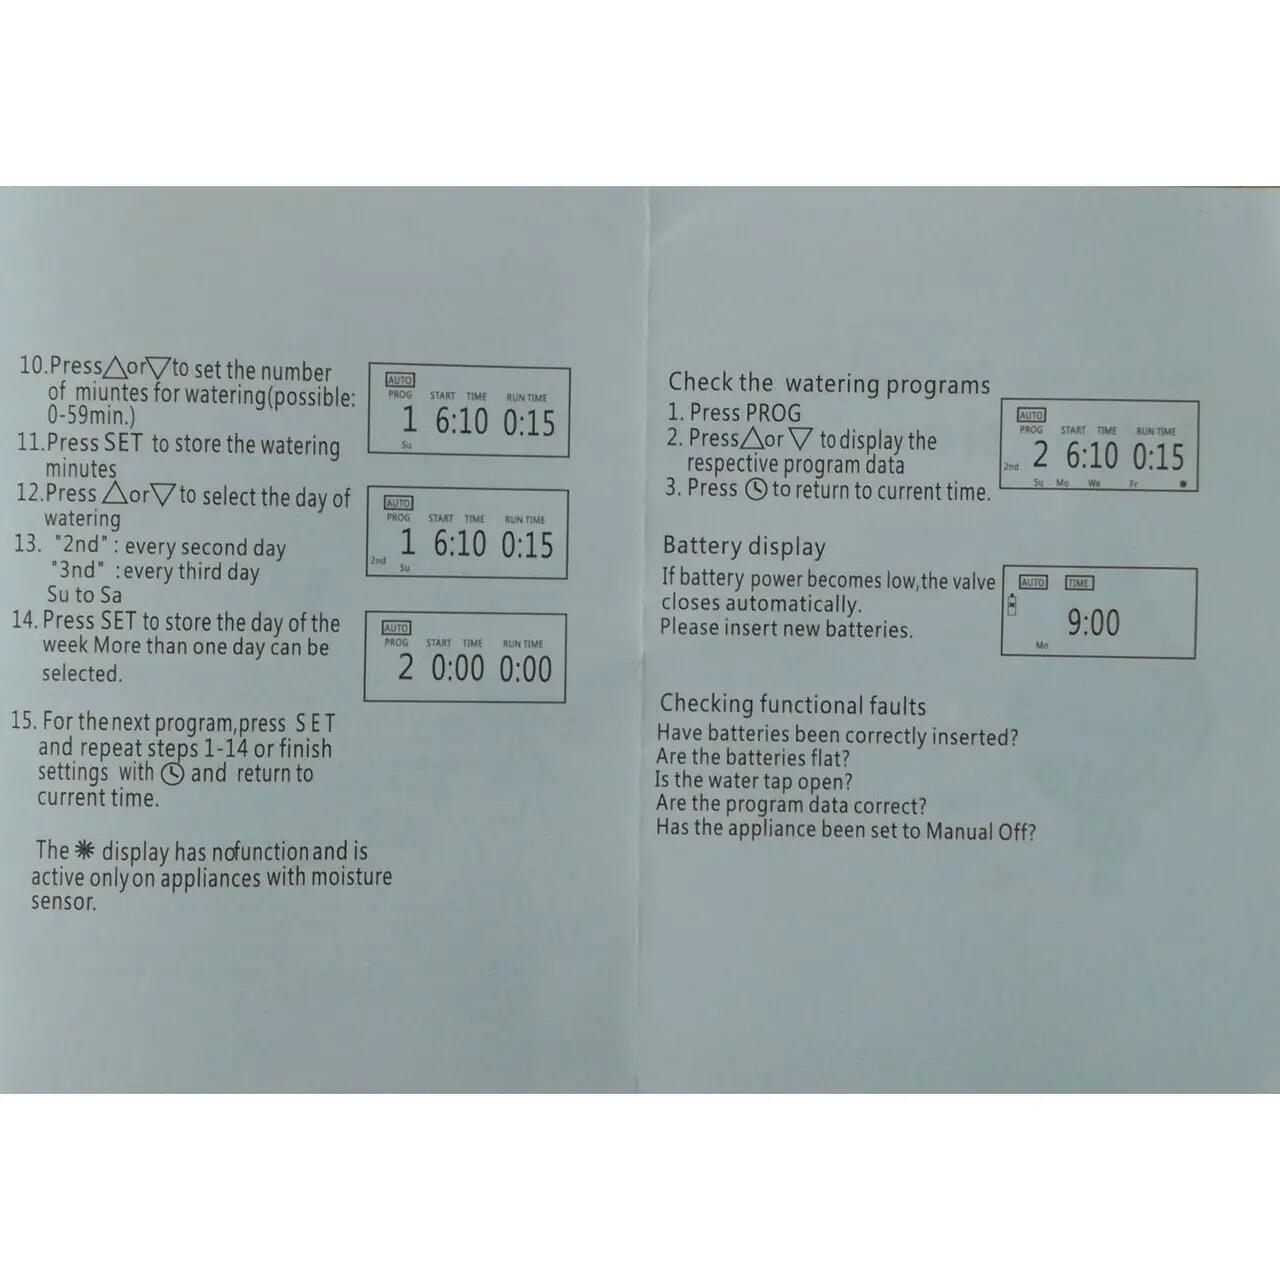 10.Press△or▽to set the number
of miuntes for watering(possible:
0-59min.)
11.Press SET to store the watering
minutes
12.Press △or▽to select the day of
watering
13. "2nd" : every second day
"3nd" :every third day
Su to Sa
14. Press SET to store the day of the
week More than one day can be
selected.
15. For the next program,press SET
and repeat steps 1-14 or finish
settings with and return to
current time.
The ✷ display has nofunction and is
active only on appliances with moisture
sensor.
AUTO
PROG START TIME RUN TIME
1 6:10 0:15
Su
AUTO
PROG START TIME RUN TIME
1 6:10 0:15
2nd Su
AUTO
PROG START TIME RUN TIME
2 0:00 0:00
Check the watering programs
1. Press PROG
2. Press△or ▽ to display the
respective program data
3. Press to return to current time.
AUTO
PROG START TIME RUN TIME
2 6:10 0:15
2nd Su Mo We Fr
Battery display
If battery power becomes low,the valve
closes automatically.
Please insert new batteries.
AUTO TIME
9:00
Mo
Checking functional faults
Have batteries been correctly inserted?
Are the batteries flat?
Is the water tap open?
Are the program data correct?
Has the appliance been set to Manual Off?